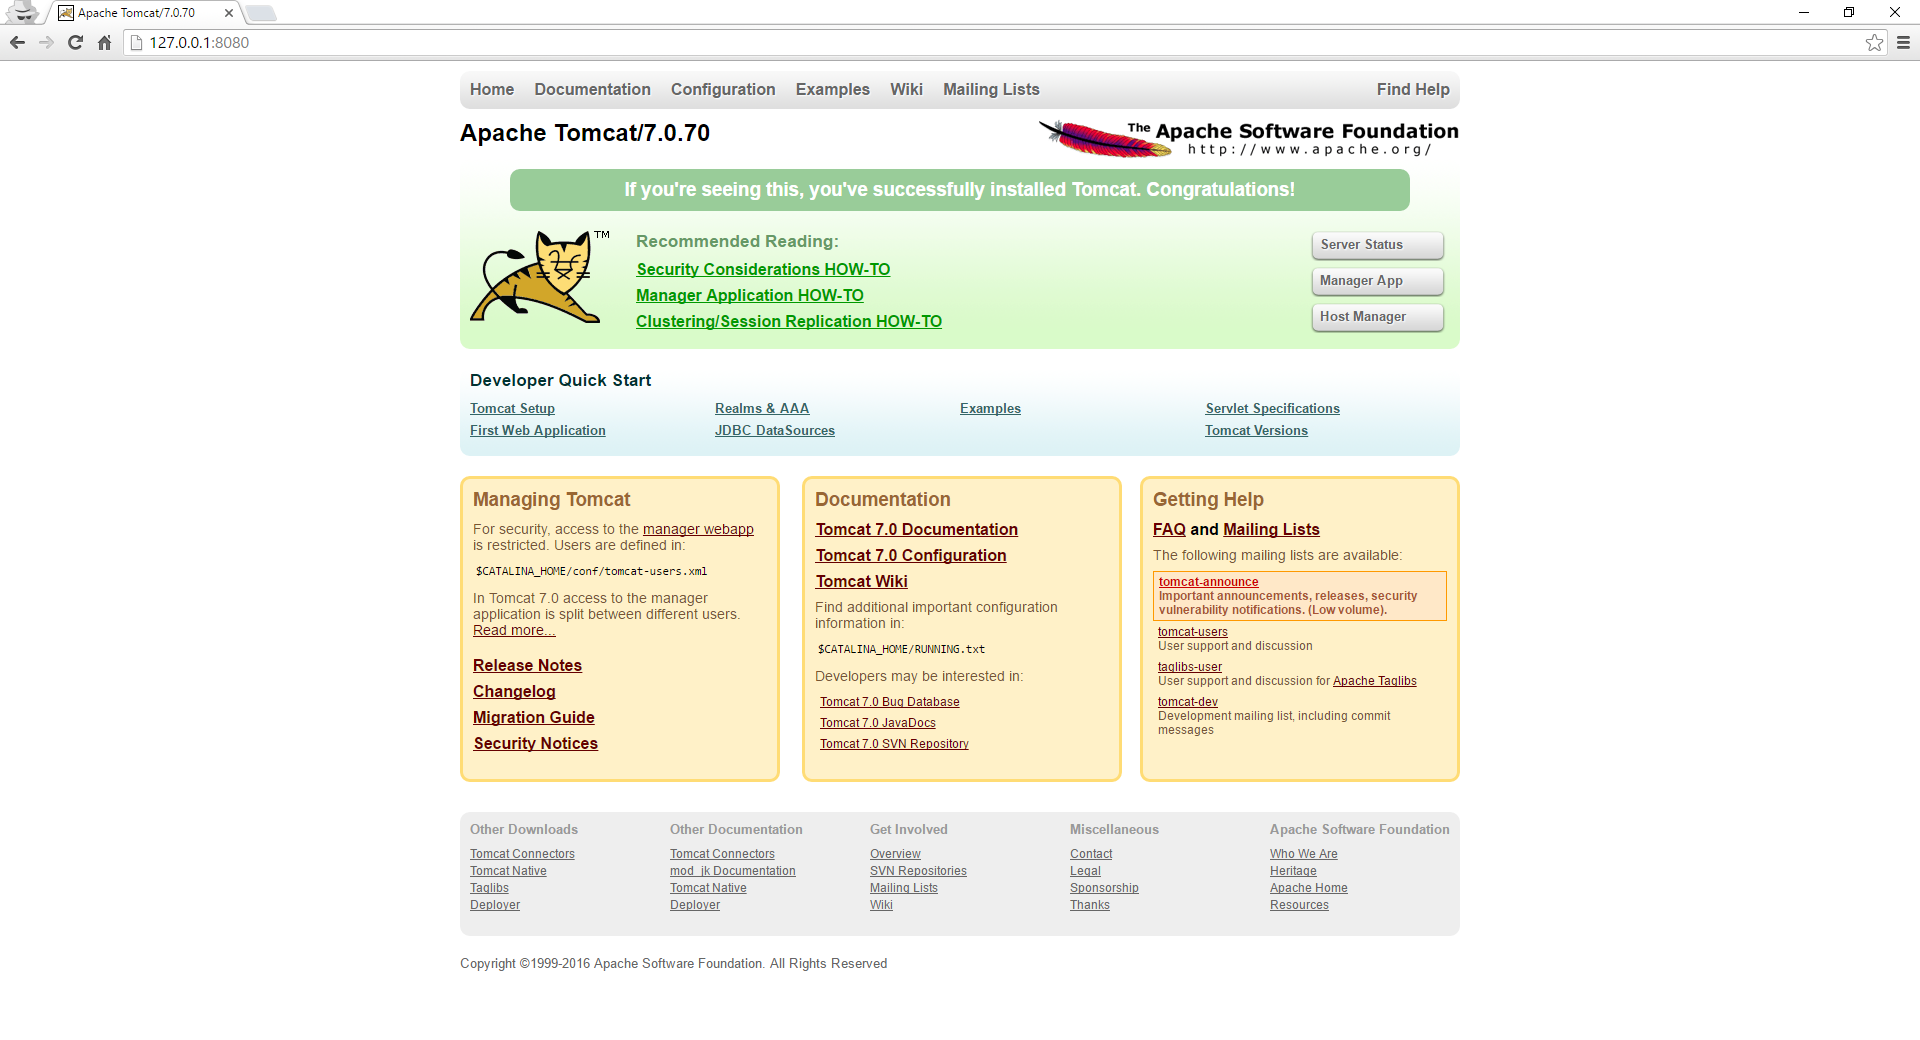 Apache Tomcat/7.0.70
127.0.0.1:8080
Home Documentation Configuration Examples Wiki Mailing Lists Find Help
Apache Tomcat/7.0.70
The Apache Software Foundation
http://www.apache.org/
If you're seeing this, you've successfully installed Tomcat. Congratulations!
TM
Recommended Reading:
Security Considerations HOW-TO
Manager Application HOW-TO
Clustering/Session Replication HOW-TO
Server Status
Manager App
Host Manager
Developer Quick Start
Tomcat Setup
First Web Application
Realms & AAA
JDBC DataSources
Examples
Servlet Specifications
Tomcat Versions
Managing Tomcat
For security, access to the manager webapp
is restricted. Users are defined in:
$CATALINA_HOME/conf/tomcat-users.xml
In Tomcat 7.0 access to the manager
application is split between different users.
Read more...
Release Notes
Changelog
Migration Guide
Security Notices
Documentation
Tomcat 7.0 Documentation
Tomcat 7.0 Configuration
Tomcat Wiki
Find additional important configuration
information in:
$CATALINA_HOME/RUNNING.txt
Developers may be interested in:
Tomcat 7.0 Bug Database
Tomcat 7.0 JavaDocs
Tomcat 7.0 SVN Repository
Getting Help
FAQ and Mailing Lists
The following mailing lists are available:
tomcat-announce
Important announcements, releases, security
vulnerability notifications. (Low volume).
tomcat-users
User support and discussion
taglibs-user
User support and discussion for Apache Taglibs
tomcat-dev
Development mailing list, including commit
messages
Other Downloads
Tomcat Connectors
Tomcat Native
Taglibs
Deployer
Other Documentation
Tomcat Connectors
mod_jk Documentation
Tomcat Native
Deployer
Get Involved
Overview
SVN Repositories
Mailing Lists
Wiki
Miscellaneous
Contact
Legal
Sponsorship
Thanks
Apache Software Foundation
Who We Are
Heritage
Apache Home
Resources
Copyright ©1999-2016 Apache Software Foundation. All Rights Reserved